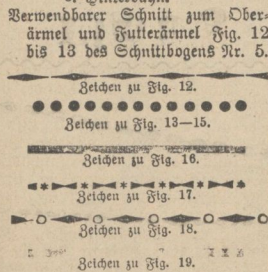 Verwendbarer Schnitt zum Ober-
ärmel und Futterärmel Fig. 12
bis 13 des Schnittbogens Nr. 5.
Zeichen zu Fig. 12.
Zeichen zu Fig. 13—15.
Zeichen zu Fig. 16.
Zeichen zu Fig. 17.
Zeichen zu Fig. 18.
Zeichen zu Fig. 19.